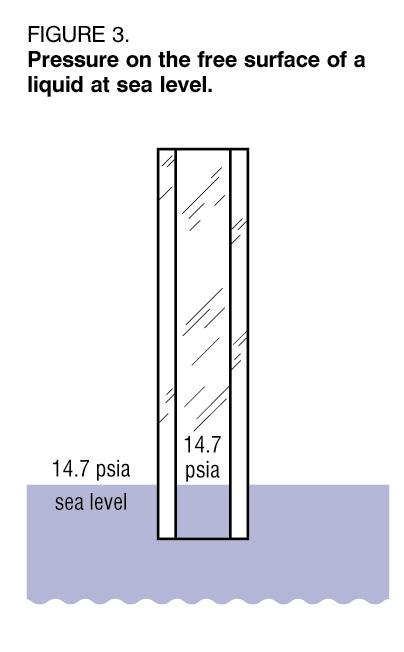 FIGURE 3.
Pressure on the free surface of a
liquid at sea level.
14.7
psia
14.7 psia
sea level